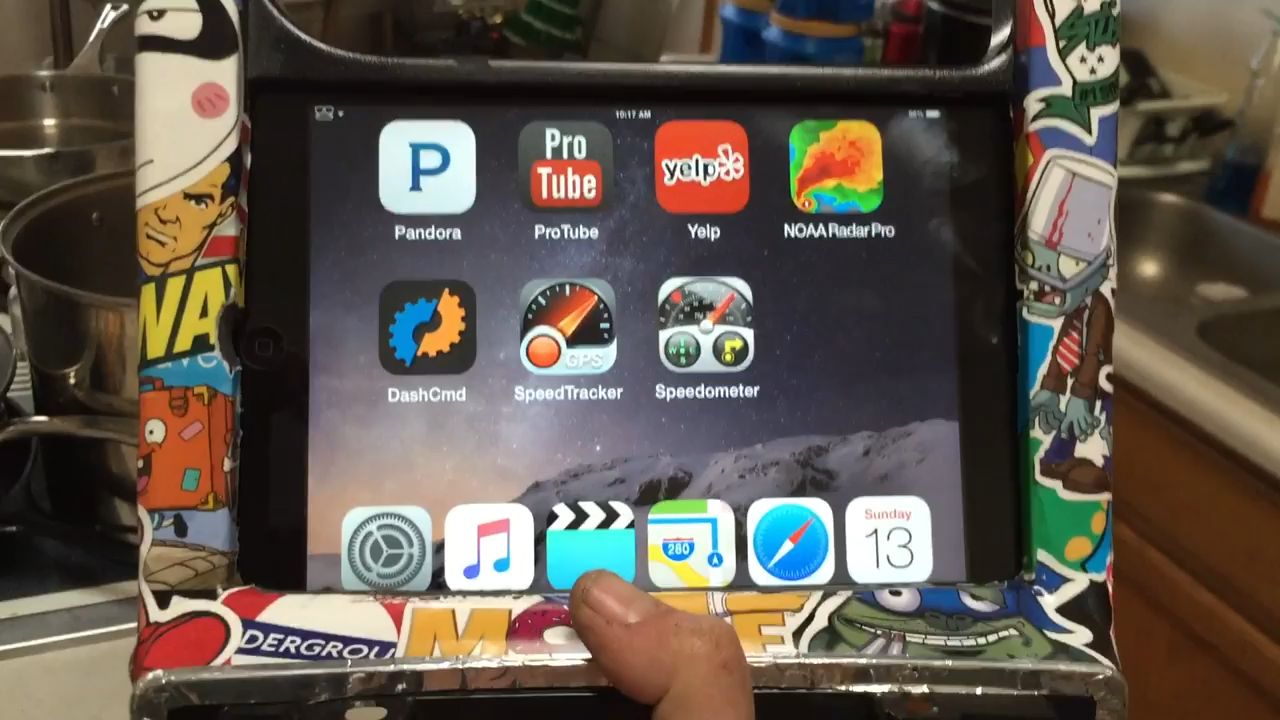 10:17 AM
P
Pandora
Pro
Tube
ProTube
yelp
Yelp
NOAA Radar Pro
DashCmd
GPS
SpeedTracker
Speedometer
280
Sunday
13
WAY
DERGROU